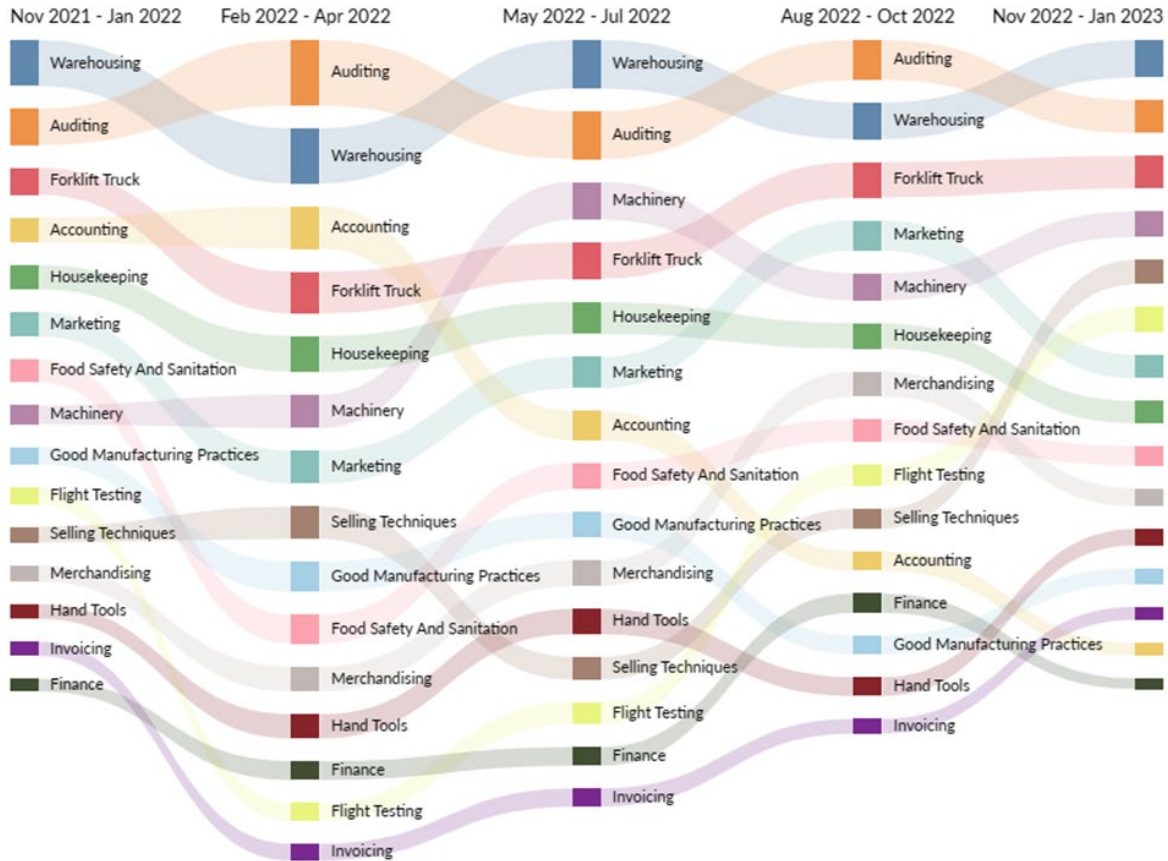 Nov 2021 - Jan 2022
Feb 2022 - Apr 2022
May 2022 - Jul 2022
Aug 2022 - Oct 2022
Nov 2022 - Jan 2023
Warehousing
Auditing
Forklift Truck
Accounting
Housekeeping
Marketing
Food Safety And Sanitation
Machinery
Good Manufacturing Practices
Flight Testing
Selling Techniques
Merchandising
Hand Tools
Invoicing
Finance
Auditing
Warehousing
Accounting
Forklift Truck
Housekeeping
Machinery
Marketing
Selling Techniques
Good Manufacturing Practices
Food Safety And Sanitation
Merchandising
Hand Tools
Finance
Flight Testing
Invoicing
Warehousing
Auditing
Machinery
Forklift Truck
Housekeeping
Marketing
Accounting
Food Safety And Sanitation
Good Manufacturing Practices
Merchandising
Hand Tools
Selling Techniques
Flight Testing
Finance
Invoicing
Auditing
Warehousing
Forklift Truck
Marketing
Machinery
Housekeeping
Merchandising
Food Safety And Sanitation
Flight Testing
Selling Techniques
Accounting
Finance
Good Manufacturing Practices
Hand Tools
Invoicing